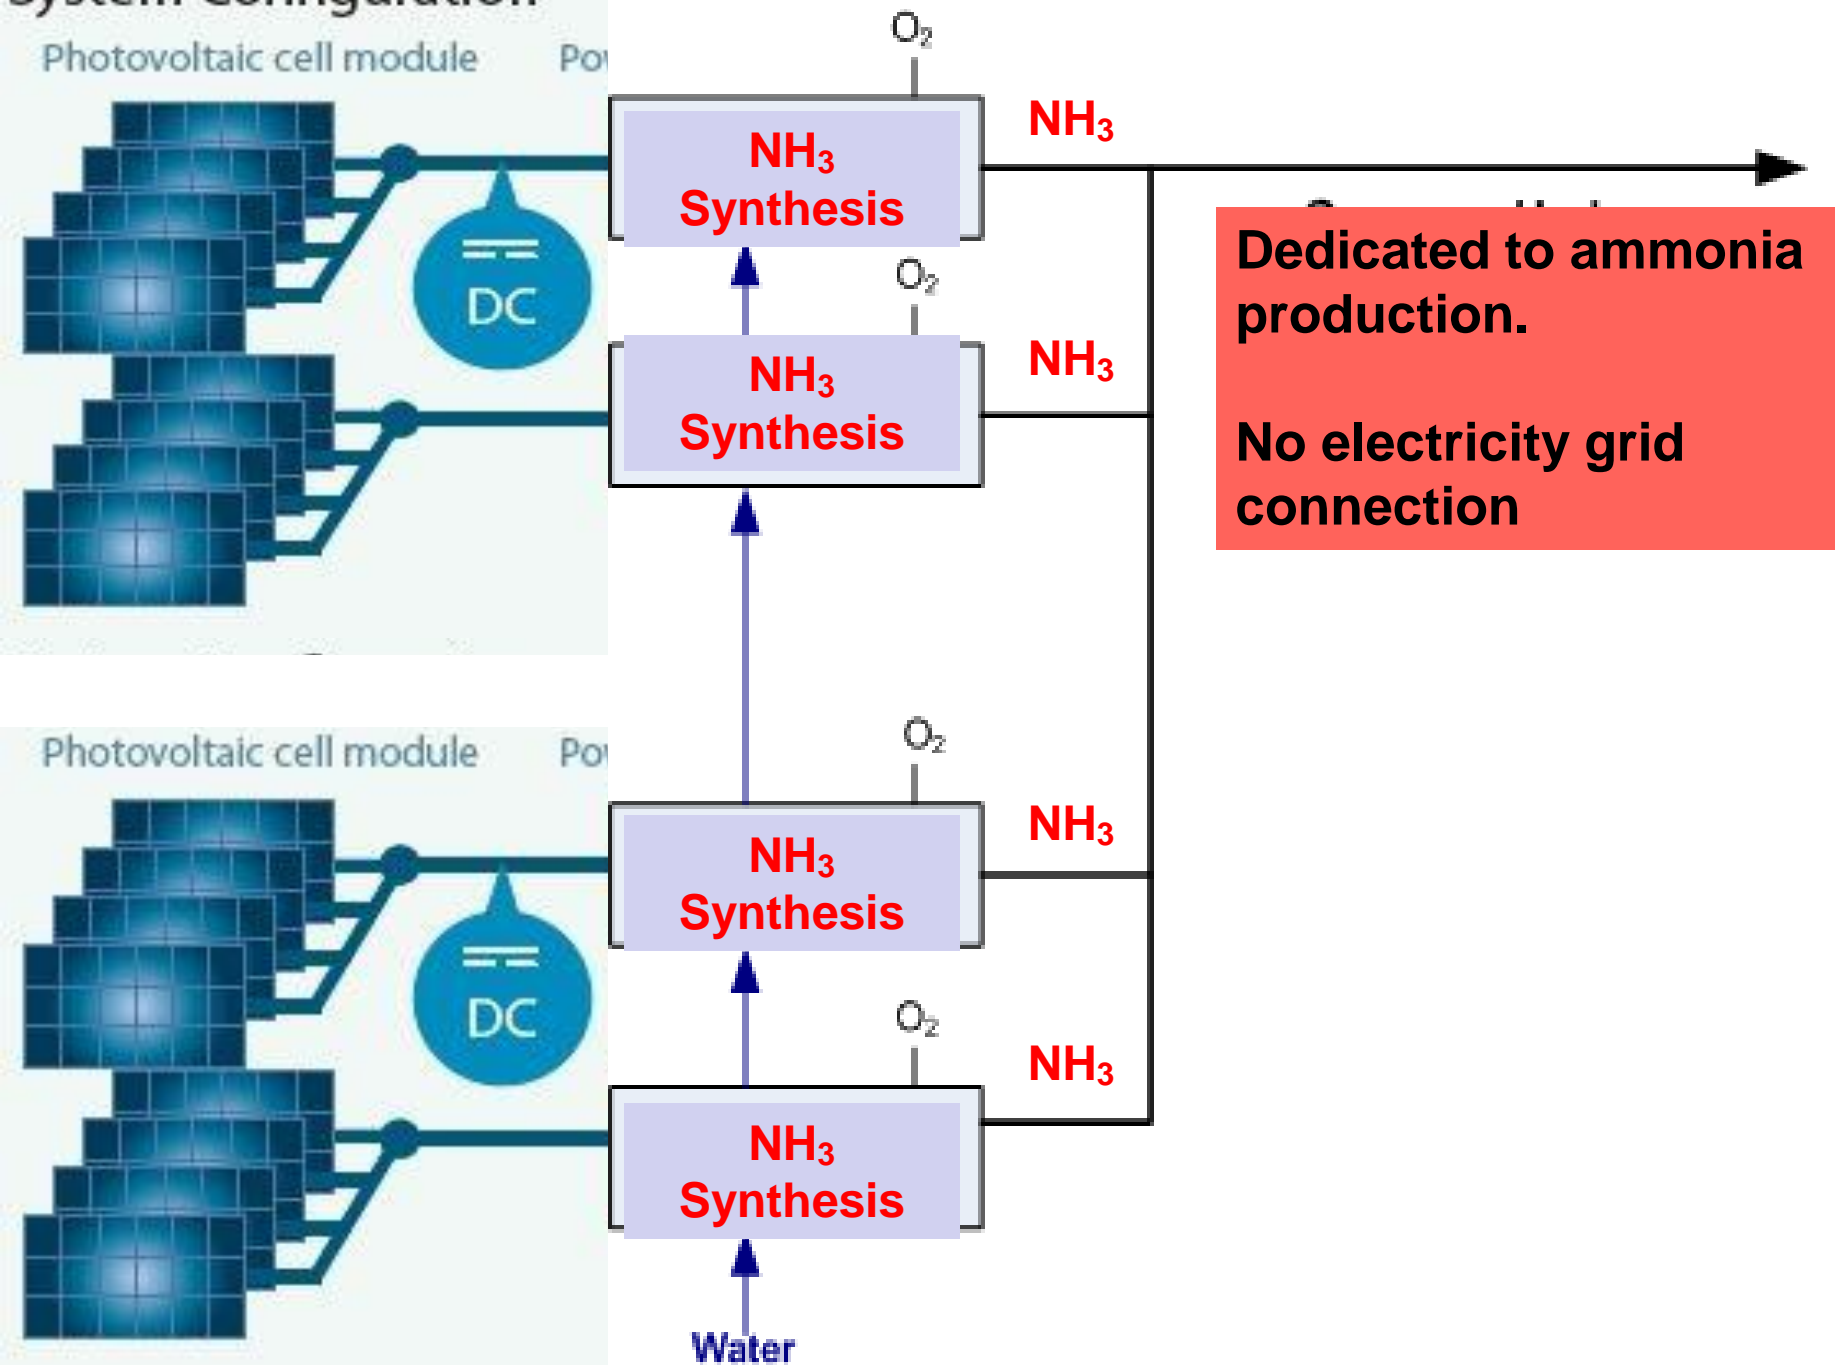 Photovoltaic cell module
O₂
NH₃
Synthesis
NH₃
DC
O₂
NH₃
Synthesis
NH₃
Dedicated to ammonia
production.
No electricity grid
connection
Photovoltaic cell module
O₂
NH₃
Synthesis
NH₃
DC
O₂
NH₃
Synthesis
NH₃
Water